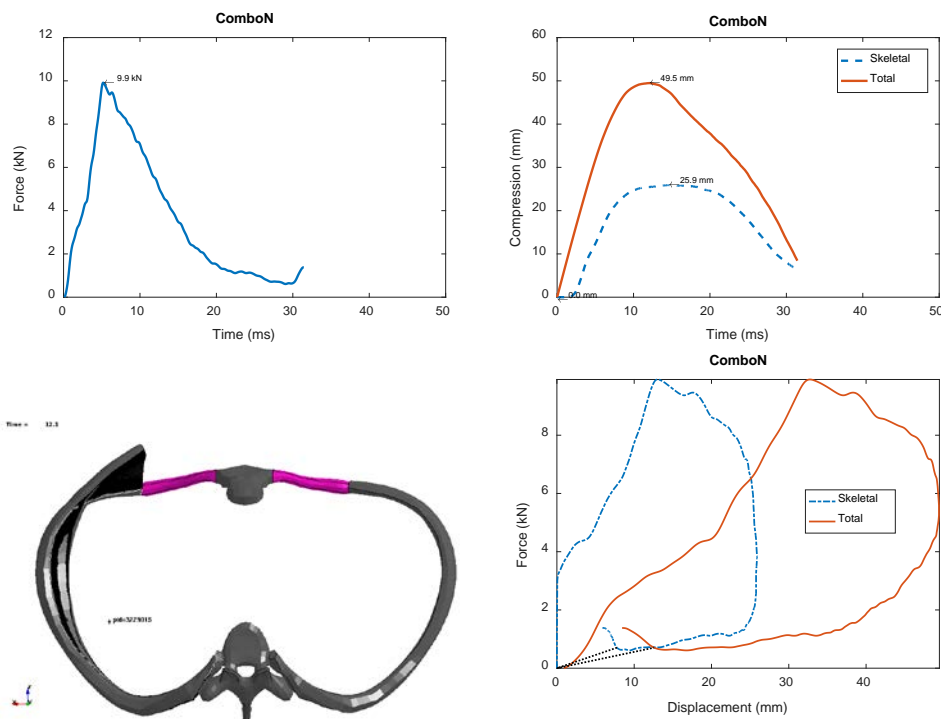 ComboN
12
10
8
6
4
2
0
Force (kN)
9.9 kN
0 10 20 30 40 50
Time (ms)
ComboN
60
50
40
30
20
10
0
Compression (mm)
49.5 mm
25.9 mm
0.0 mm
Skeletal
Total
0 10 20 30 40 50
Time (ms)
Time =
ComboN
8
6
4
2
0
Force (kN)
Skeletal
Total
0 10 20 30 40
Displacement (mm)